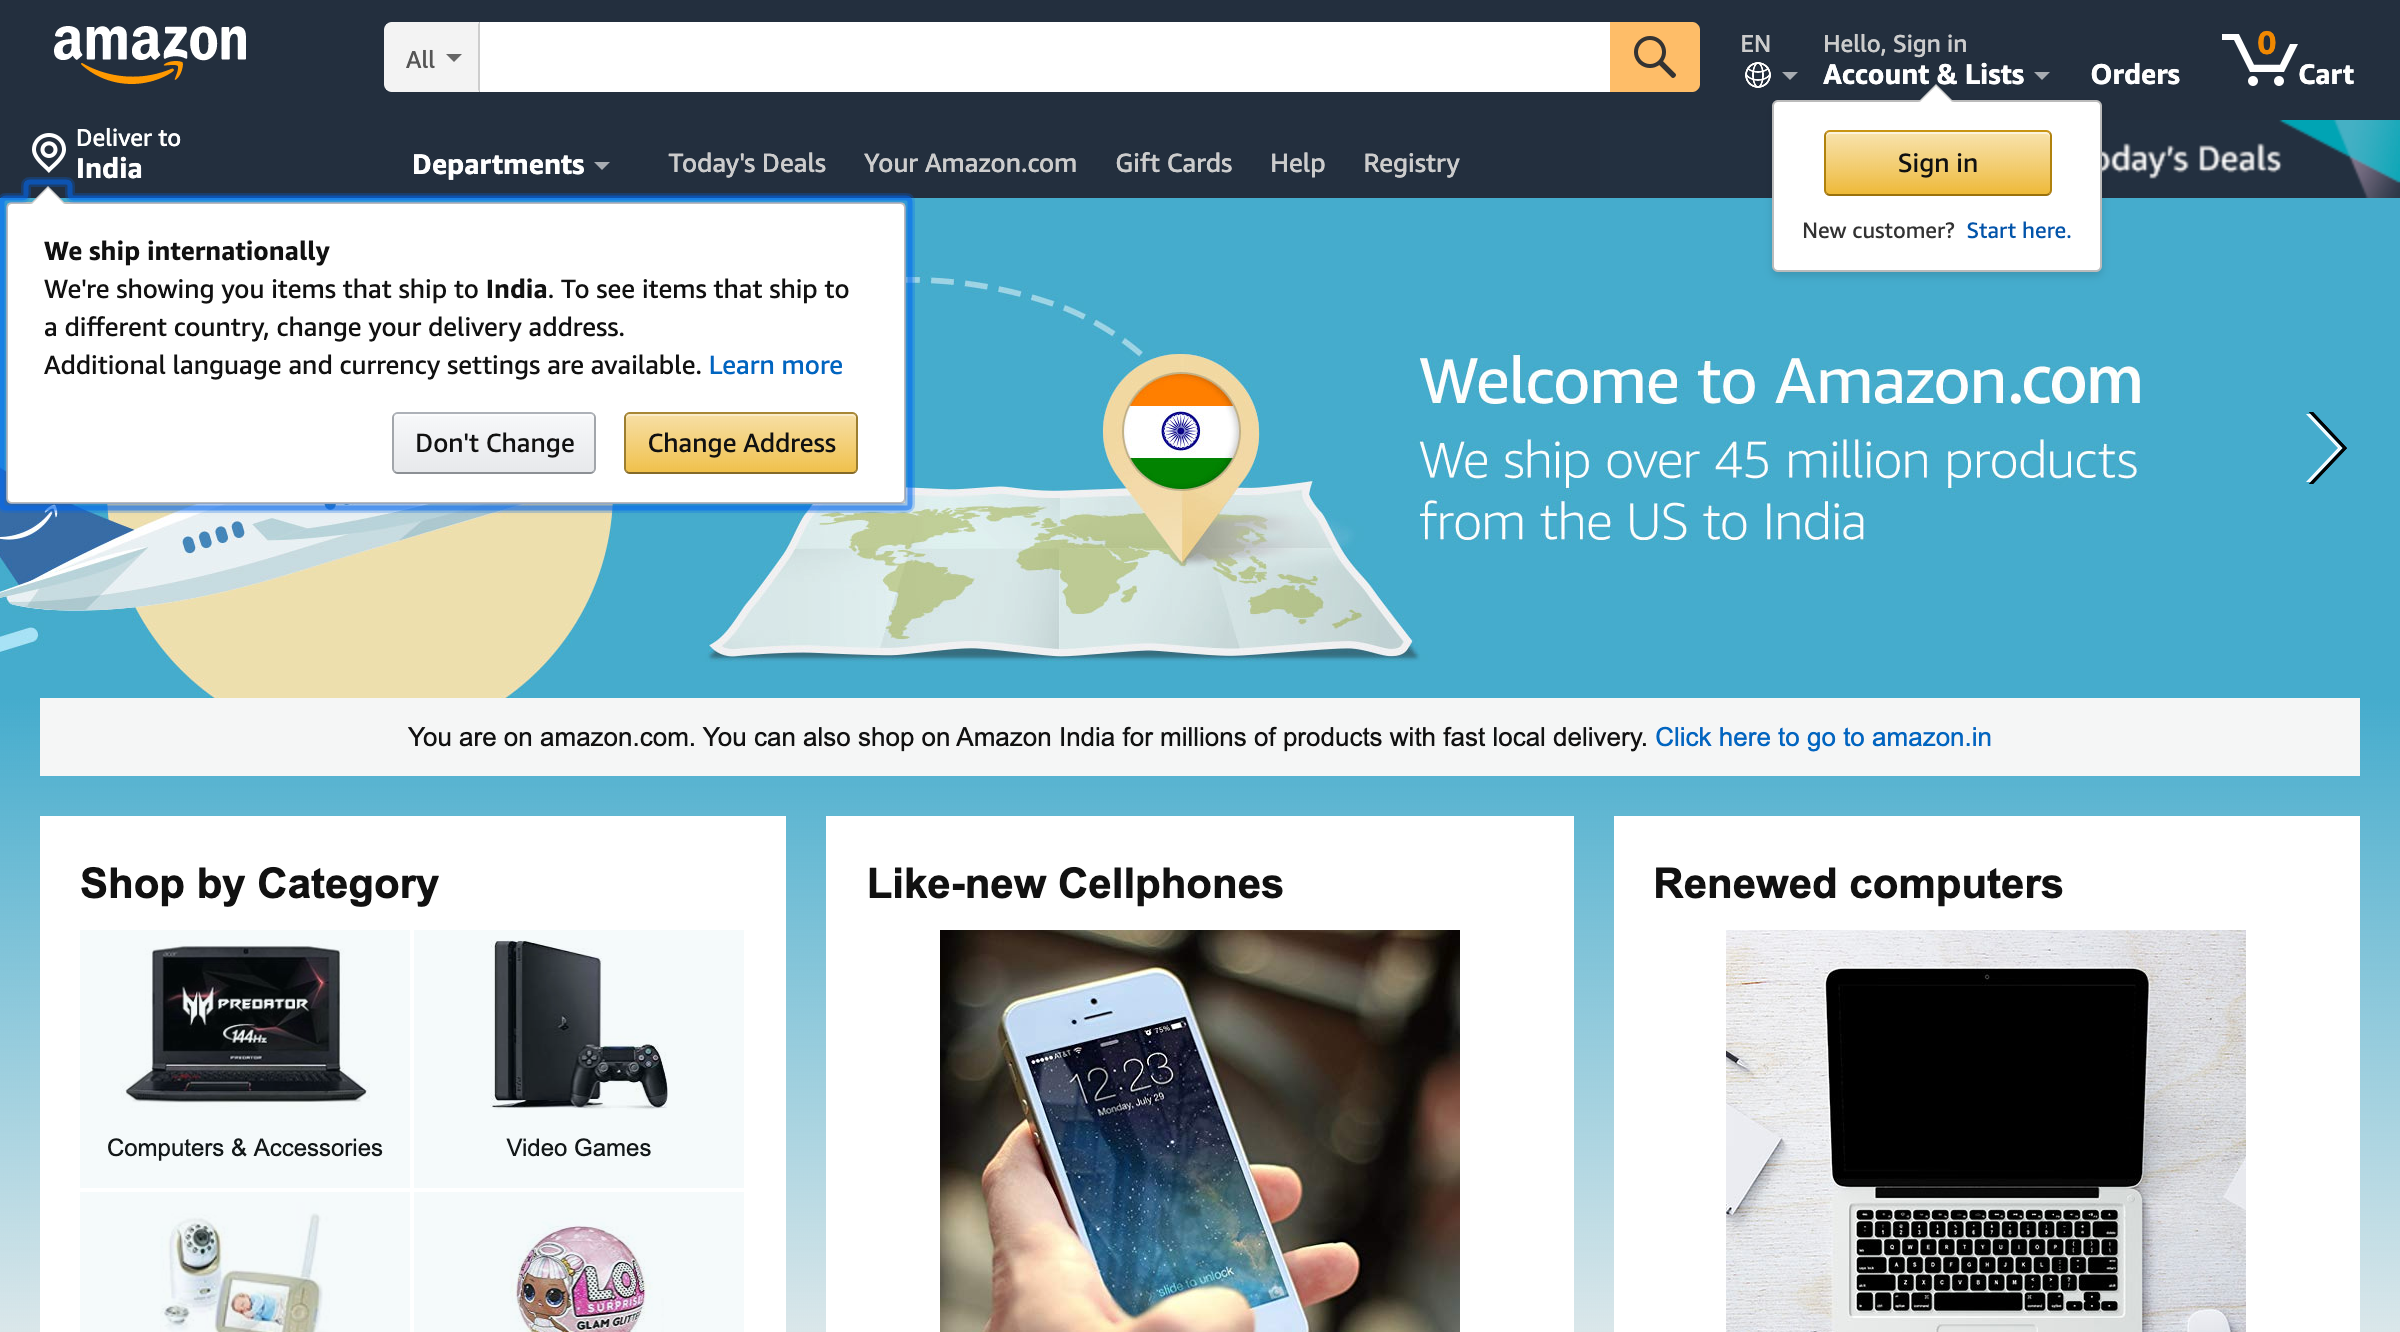 amazon
All
EN
Hello, Sign in
Account & Lists
Orders
0
Cart
Deliver to
India
Departments
Today's Deals
Your Amazon.com
Gift Cards
Help
Registry
Sign in
New customer? Start here.
Deals
We ship internationally
We're showing you items that ship to India. To see items that ship to
a different country, change your delivery address.
Additional language and currency settings are available. Learn more
Don't Change
Change Address
Welcome to Amazon.com
We ship over 45 million products
from the US to India
You are on amazon.com. You can also shop on Amazon India for millions of products with fast local delivery. Click here to go to amazon.in
Shop by Category
Like-new Cellphones
Renewed computers
acer
PREDATOR
144Hz
PREDATOR
Computers & Accessories
Video Games
AT&T
75%
12:23
Monday, July 29
slide to unlock
L.O.L
SURPRISE
GLAM GLITTER